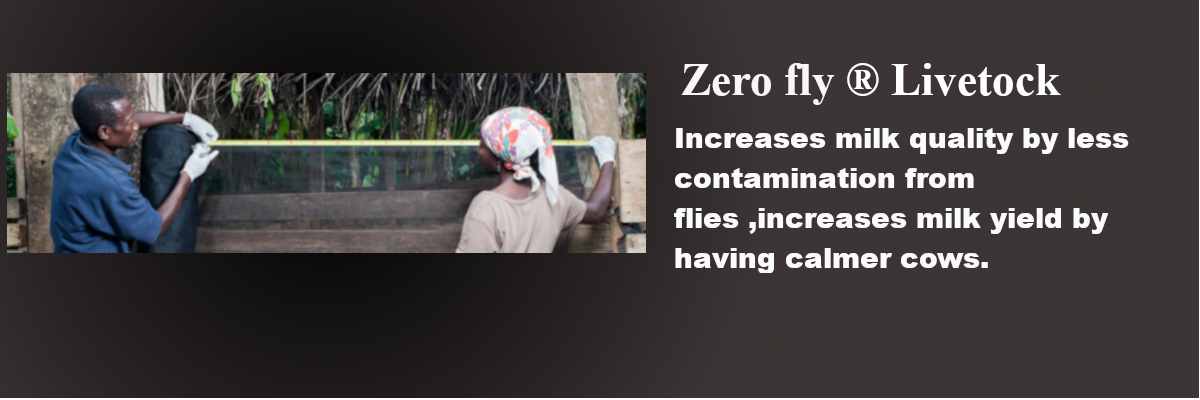 Zero fly ® Livetock
Increases milk quality by less
contamination from
flies ,increases milk yield by
having calmer cows.